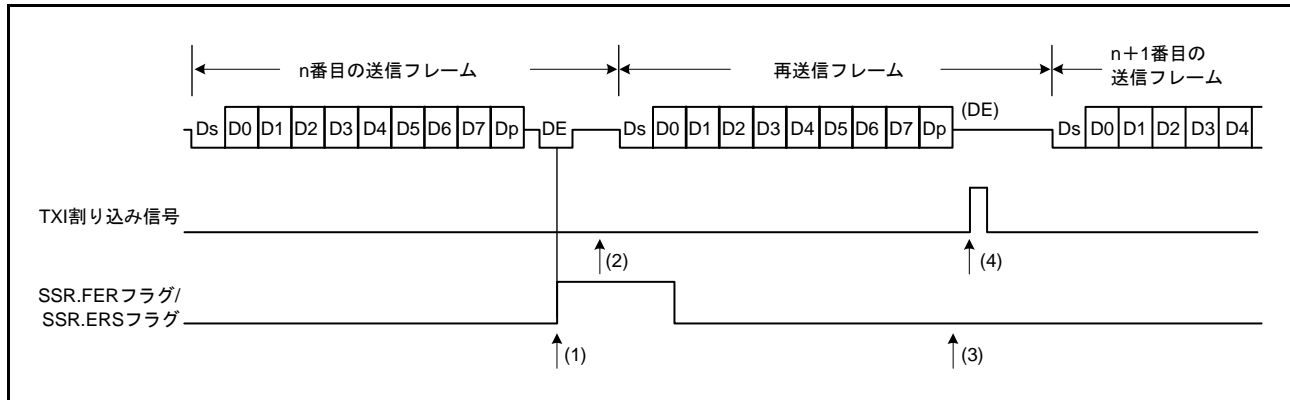 n番目の送信フレーム
再送信フレーム
n+1番目の
送信フレーム
Ds D0 D1 D2 D3 D4 D5 D6 D7 Dp DE Ds D0 D1 D2 D3 D4 D5 D6 D7 Dp (DE) Ds D0 D1 D2 D3 D4
TXI割り込み信号
(2) (4)
SSR.FERフラグ/
SSR.ERSフラグ
(1) (3)